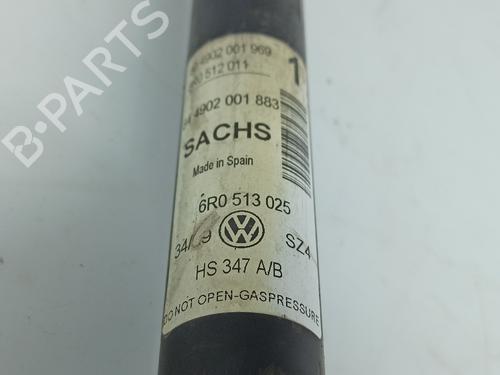 4902 001 969
512 011
1
4902 001 883
SACHS
Made in Spain
6R0 513 025
SZ4
HS 347 A/B
DO NOT OPEN-GASPRESSURE
B-PARTS